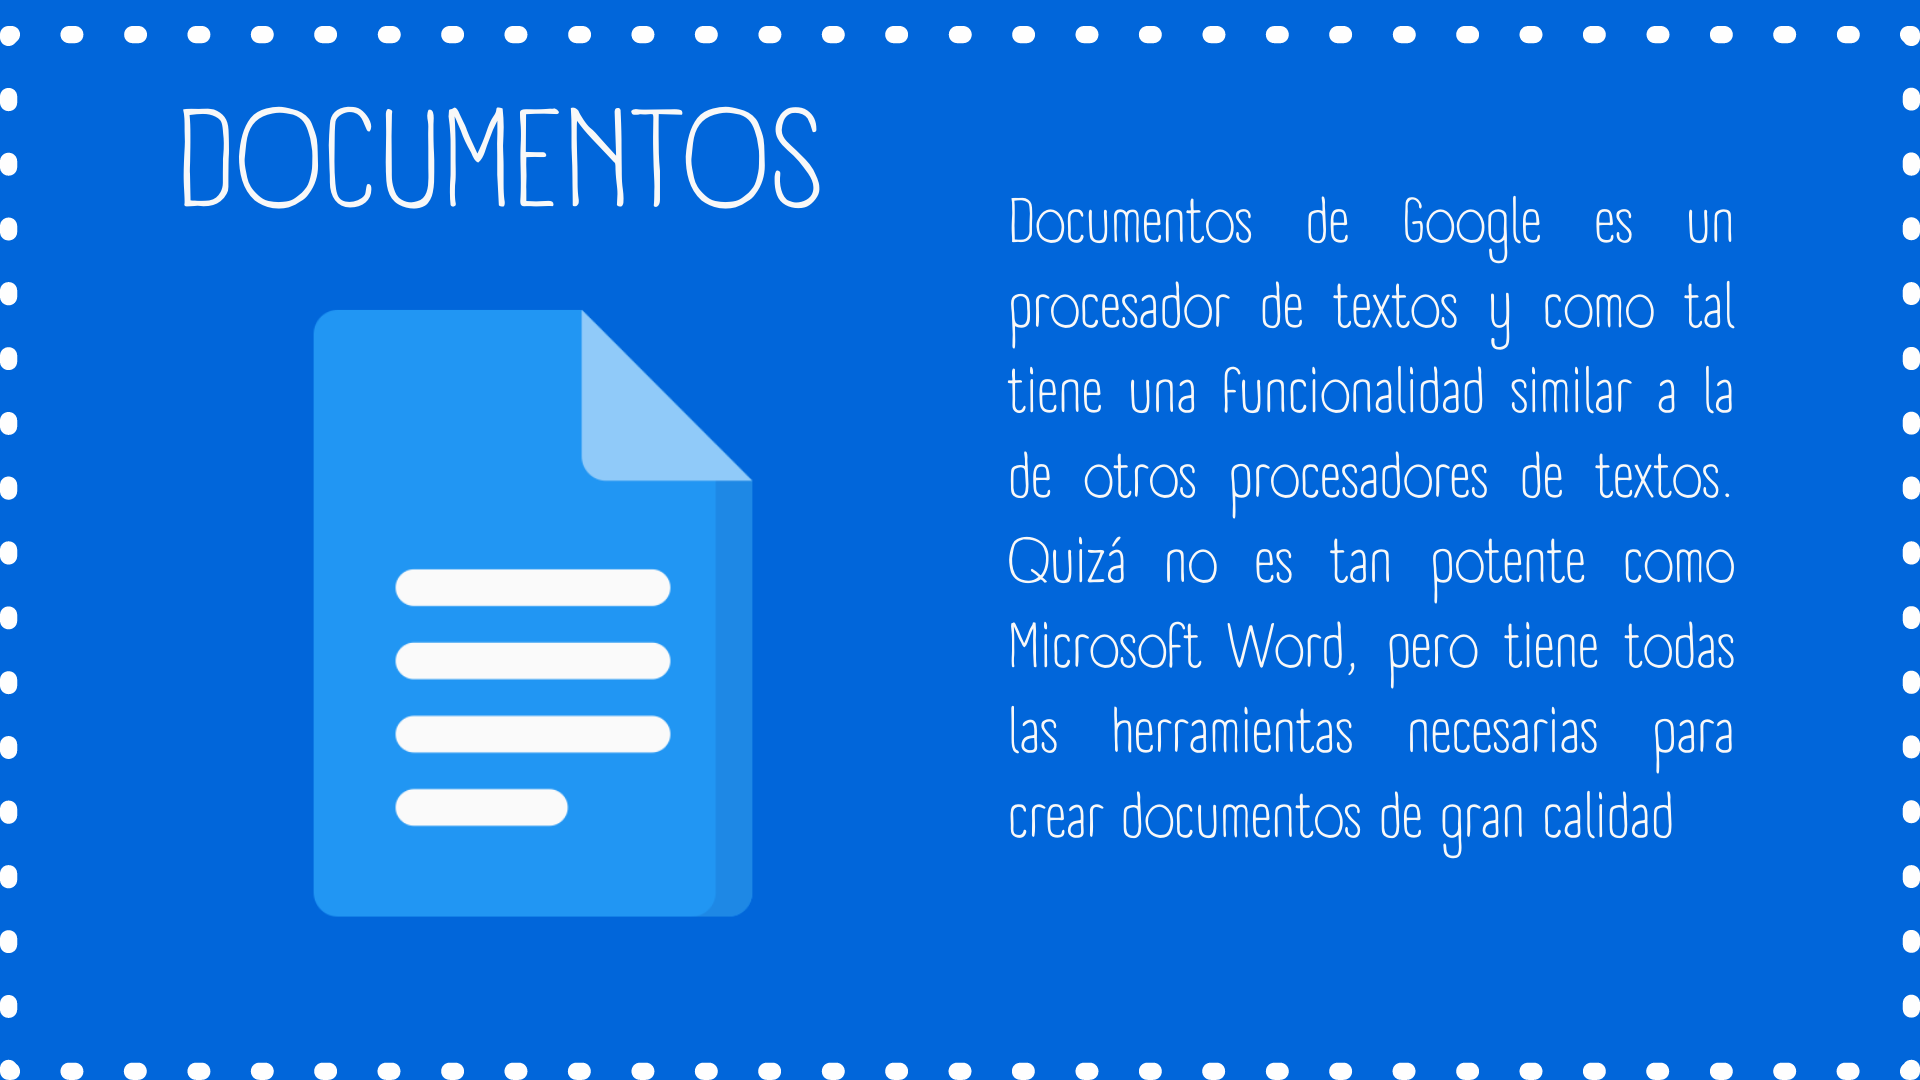 DOCUMENTOS
Documentos de Google es un
procesador de textos y como tal
tiene una funcionalidad similar a la
de otros procesadores de textos.
Quizá no es tan potente como
Microsoft Word, pero tiene todas
las herramientas necesarias para
crear documentos de gran calidad